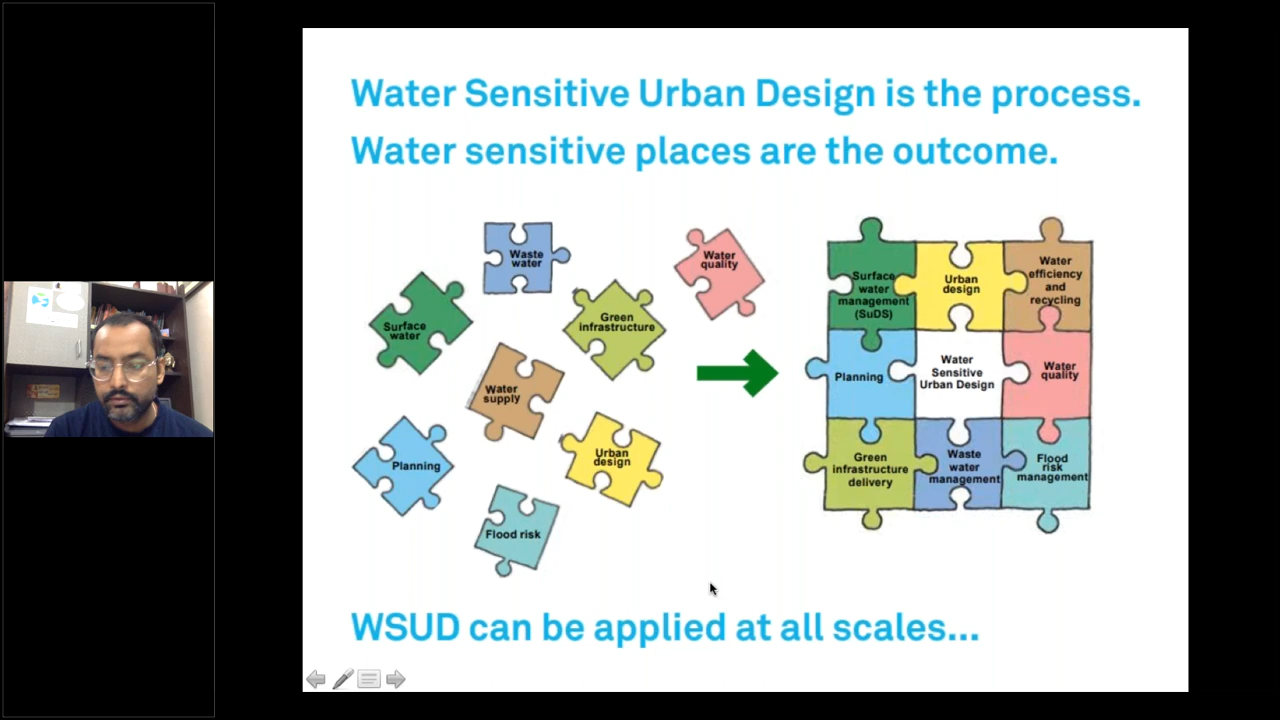 Water Sensitive Urban Design is the process.
Water sensitive places are the outcome.
Waste
water
Water
quality
Surface
water
Green
infrastructure
Water
supply
Planning
Urban
design
Flood risk
Surface
water
management
(SuDS)
Urban
design
Water
efficiency
and
recycling
Planning
Water
Sensitive
Urban Design
Water
quality
Green
infrastructure
delivery
Waste
water
management
Flood
risk
management
WSUD can be applied at all scales...